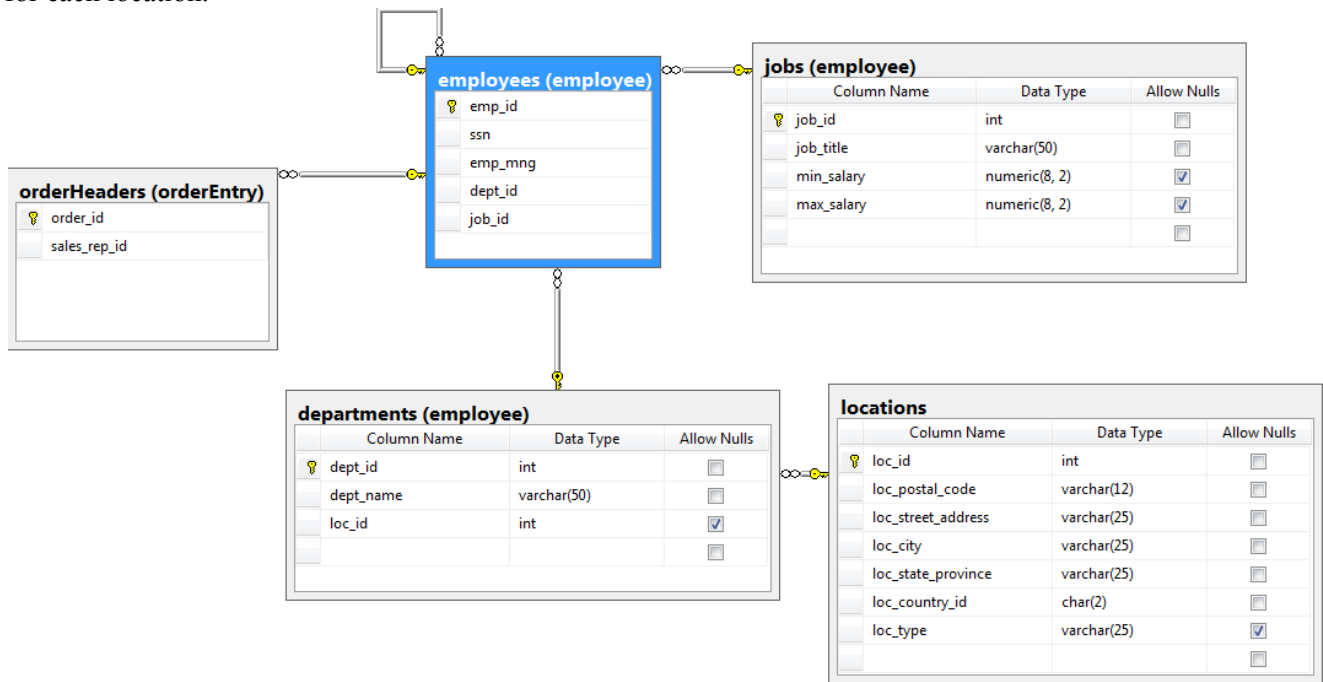 for each location.
employees (employee)
emp_id
ssn
emp_mng
dept_id
job_id
jobs (employee)
Column Name Data Type Allow Nulls
job_id int
job_title varchar(50)
min_salary numeric(8, 2)
max_salary numeric(8, 2)
orderHeaders (orderEntry)
order_id
sales_rep_id
departments (employee)
Column Name Data Type Allow Nulls
dept_id int
dept_name varchar(50)
loc_id int
locations
Column Name Data Type Allow Nulls
loc_id int
loc_postal_code varchar(12)
loc_street_address varchar(25)
loc_city varchar(25)
loc_state_province varchar(25)
loc_country_id char(2)
loc_type varchar(25)